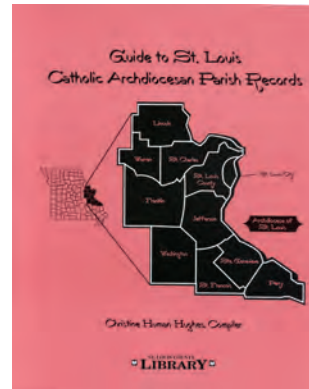 Guide to St. Louis
Catholic Archdiocesan Parish Records
Lincoln
Warren
St. Charles
St. Louis
County
St. Louis City
Franklin
Jefferson
Archdiocese of
St. Louis
Washington
Ste. Genevieve
St. Francois
Perry
Christine Human Hughes, Compiler
LIBRARY